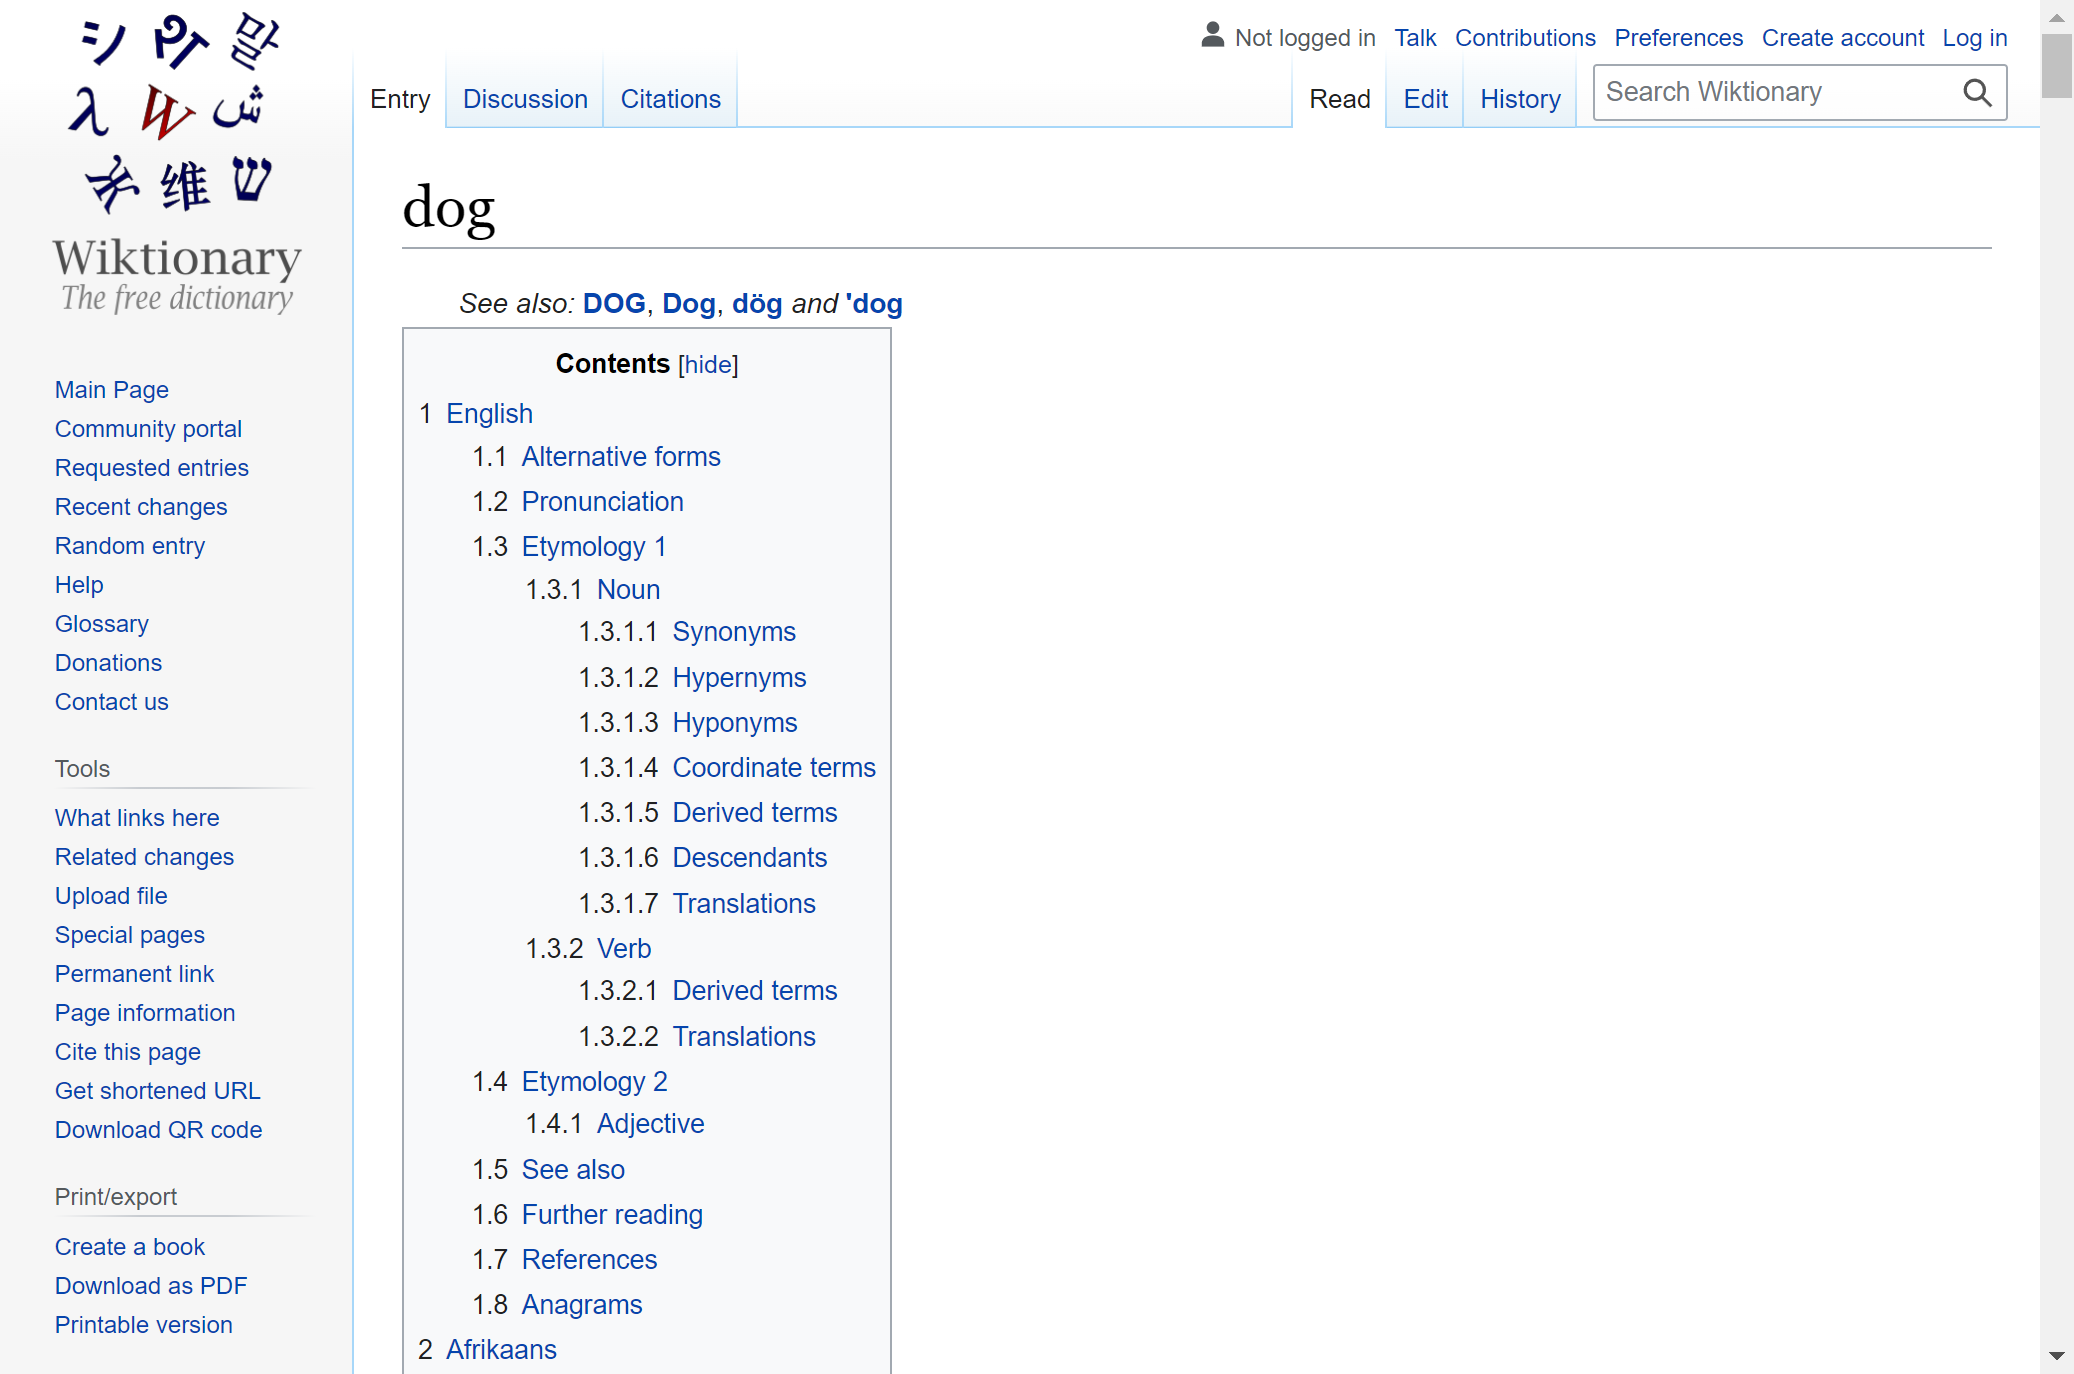 シ や 말
λ W ش
维 ש
Wiktionary
The free dictionary
Main Page
Community portal
Requested entries
Recent changes
Random entry
Help
Glossary
Donations
Contact us
Tools
What links here
Related changes
Upload file
Special pages
Permanent link
Page information
Cite this page
Get shortened URL
Download QR code
Print/export
Create a book
Download as PDF
Printable version
Not logged in Talk Contributions Preferences Create account Log in
Entry Discussion Citations Read Edit History Search Wiktionary
dog
See also: DOG, Dog, dög and 'dog
Contents [hide]
1 English
1.1 Alternative forms
1.2 Pronunciation
1.3 Etymology 1
1.3.1 Noun
1.3.1.1 Synonyms
1.3.1.2 Hypernyms
1.3.1.3 Hyponyms
1.3.1.4 Coordinate terms
1.3.1.5 Derived terms
1.3.1.6 Descendants
1.3.1.7 Translations
1.3.2 Verb
1.3.2.1 Derived terms
1.3.2.2 Translations
1.4 Etymology 2
1.4.1 Adjective
1.5 See also
1.6 Further reading
1.7 References
1.8 Anagrams
2 Afrikaans